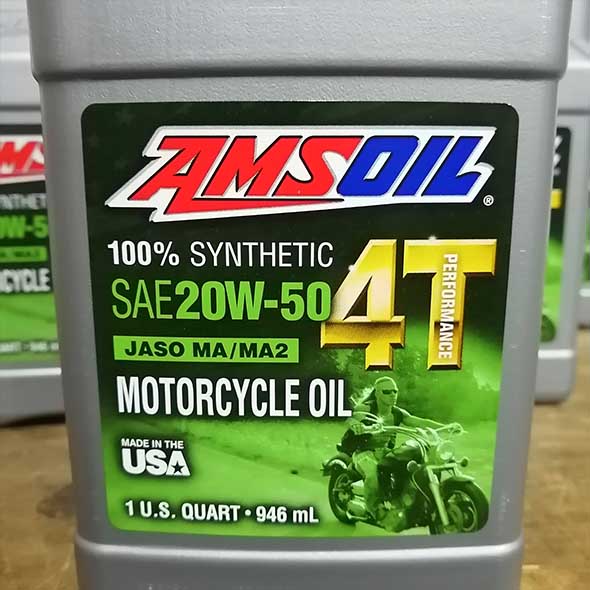 AMSOIL®
100% SYNTHETIC
SAE20W-50
4T
PERFORMANCE
JASO MA/MA2
MOTORCYCLE OIL
MADE IN THE
USA
1 U.S. QUART • 946 mL